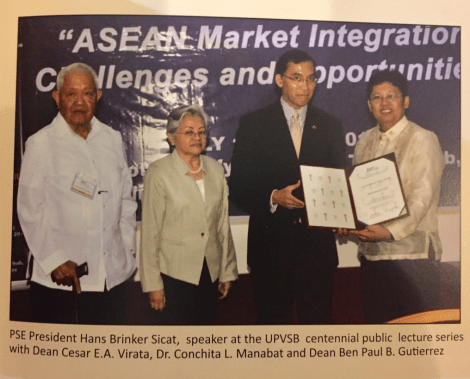 “ASEAN Market Integration
Challenges and Opportunitie
PSE President Hans Brinker Sicat, speaker at the UPVSB centennial public lecture series
with Dean Cesar E.A. Virata, Dr. Conchita L. Manabat and Dean Ben Paul B. Gutierrez